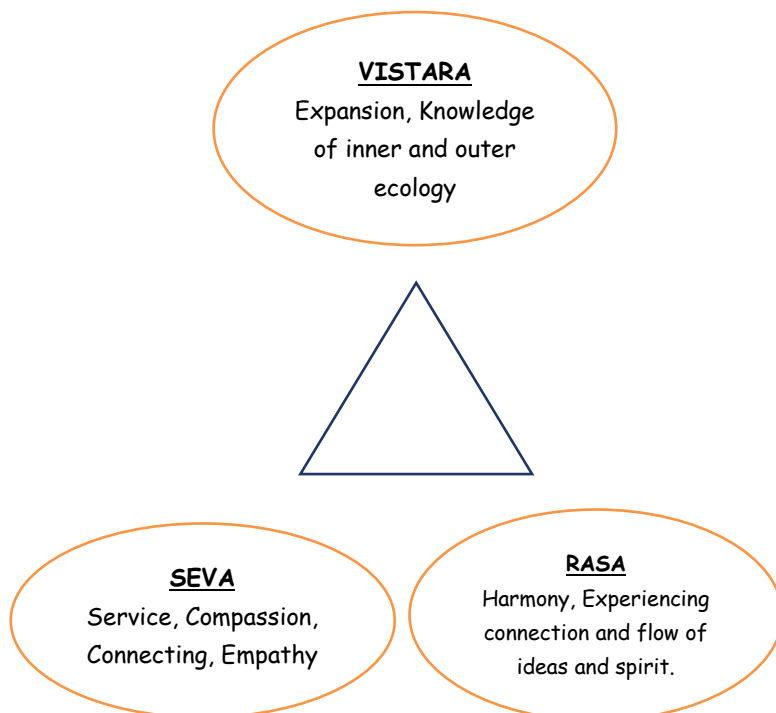 VISTARA
Expansion, Knowledge
of inner and outer
ecology
SEVA
Service, Compassion,
Connecting, Empathy
RASA
Harmony, Experiencing
connection and flow of
ideas and spirit.